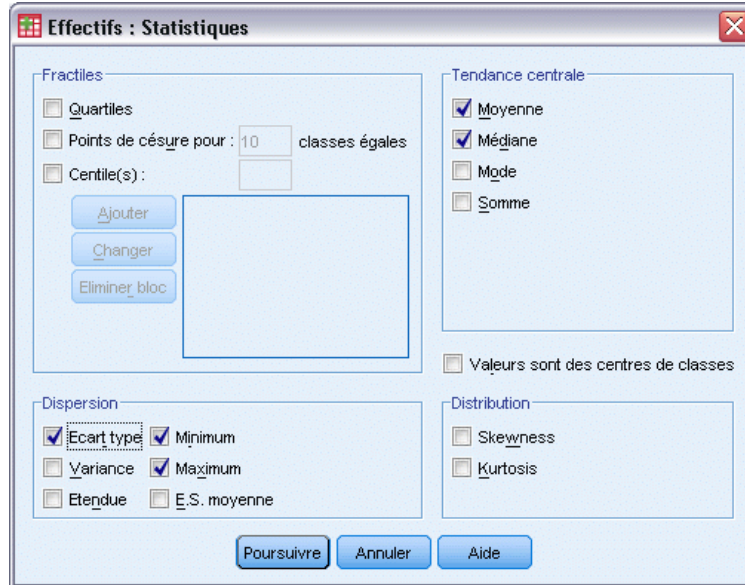 Effectifs : Statistiques
Fractiles
Quartiles
Points de césure pour : 10 classes égales
Centile(s) :
Ajouter
Changer
Eliminer bloc
Tendance centrale
Moyenne
Médiane
Mode
Somme
Valeurs sont des centres de classes
Dispersion
Ecart type Minimum
Variance Maximum
Etendue E.S. moyenne
Distribution
Skewness
Kurtosis
Poursuivre Annuler Aide